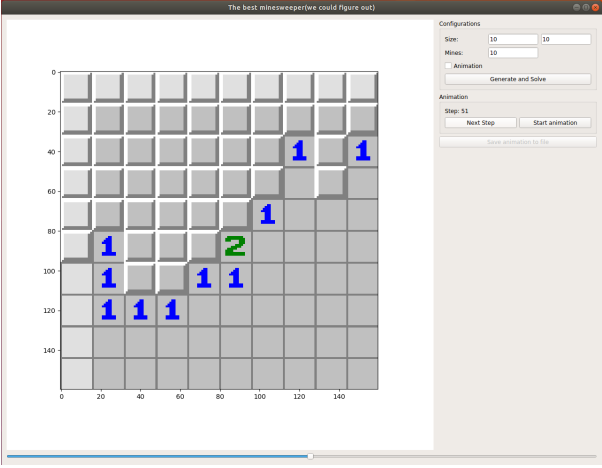 The best minesweeper(we could figure out)
Configurations
Size: 10 10
Mines: 10
Animation
Generate and Solve
Animation
Step: 51
Next Step Start animation
Save animation to file
0
20
40 1 1
60
1
80
1 2
100 1 1 1
120 1 1 1
140
0 20 40 60 80 100 120 140